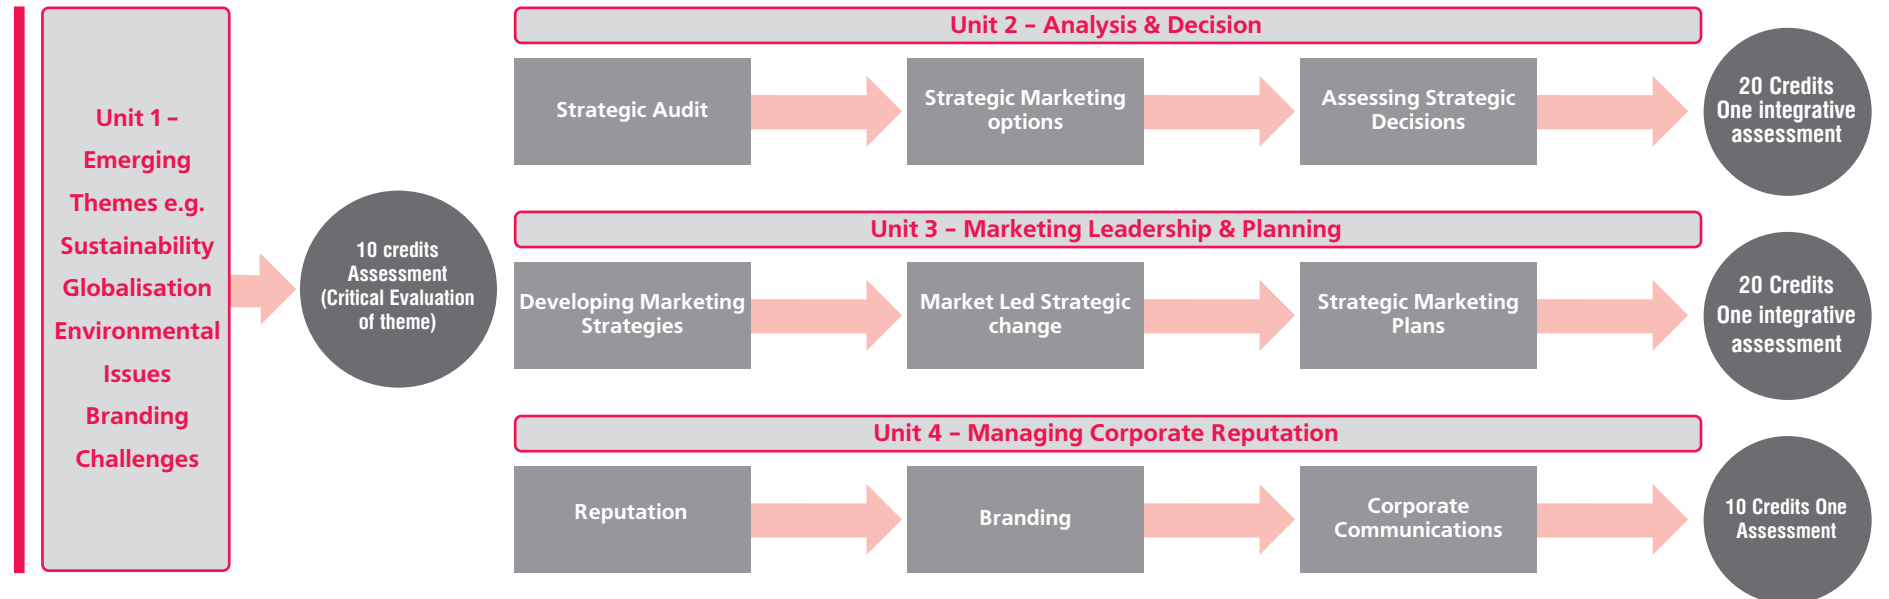 Unit 1 –
Emerging
Themes e.g.
Sustainability
Globalisation
Environmental
Issues
Branding
Challenges
10 credits
Assessment
(Critical Evaluation
of theme)
Unit 2 – Analysis & Decision
Strategic Audit
Strategic Marketing
options
Assessing Strategic
Decisions
20 Credits
One integrative
assessment
Unit 3 – Marketing Leadership & Planning
Developing Marketing
Strategies
Market Led Strategic
change
Strategic Marketing
Plans
20 Credits
One integrative
assessment
Unit 4 – Managing Corporate Reputation
Reputation
Branding
Corporate
Communications
10 Credits One
Assessment